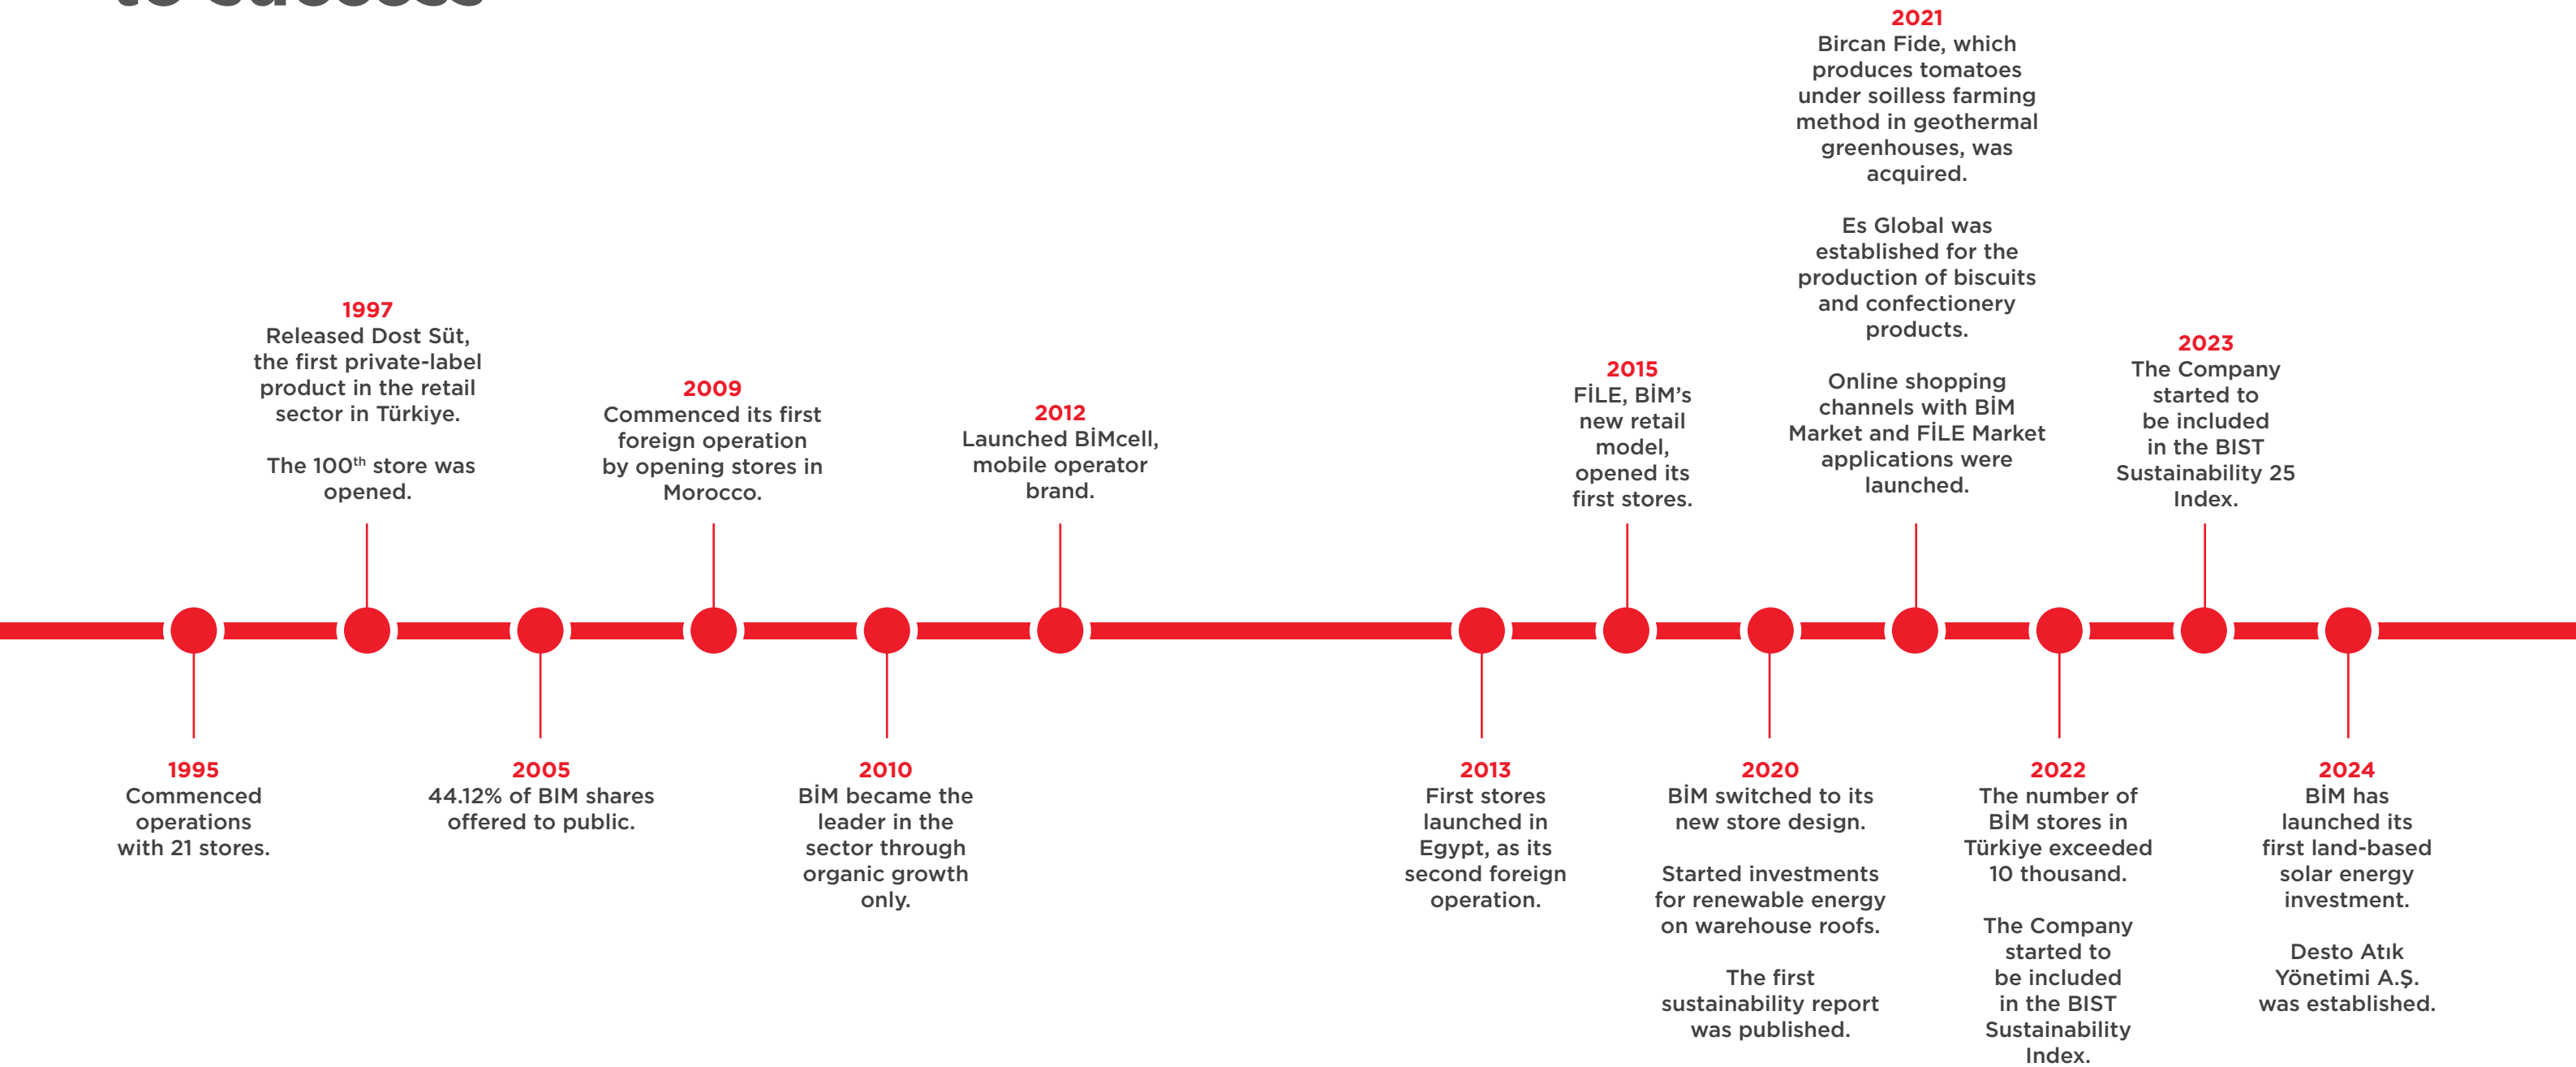 to success
2021
Bircan Fide, which
produces tomatoes
under soilless farming
method in geothermal
greenhouses, was
acquired.
Es Global was
established for the
production of biscuits
and confectionery
products.
Online shopping
channels with BİM
Market and FİLE Market
applications were
launched.
1997
Released Dost Süt,
the first private-label
product in the retail
sector in Türkiye.
The 100th store was
opened.
2009
Commenced its first
foreign operation
by opening stores in
Morocco.
2012
Launched BİMcell,
mobile operator
brand.
2015
FİLE, BİM’s
new retail
model,
opened its
first stores.
2023
The Company
started to
be included
in the BIST
Sustainability 25
Index.
1995
Commenced
operations
with 21 stores.
2005
44.12% of BIM shares
offered to public.
2010
BİM became the
leader in the
sector through
organic growth
only.
2013
First stores
launched in
Egypt, as its
second foreign
operation.
2020
BİM switched to its
new store design.
Started investments
for renewable energy
on warehouse roofs.
The first
sustainability report
was published.
2022
The number of
BİM stores in
Türkiye exceeded
10 thousand.
The Company
started to
be included
in the BIST
Sustainability
Index.
2024
BİM has
launched its
first land-based
solar energy
investment.
Desto Atık
Yönetimi A.Ş.
was established.